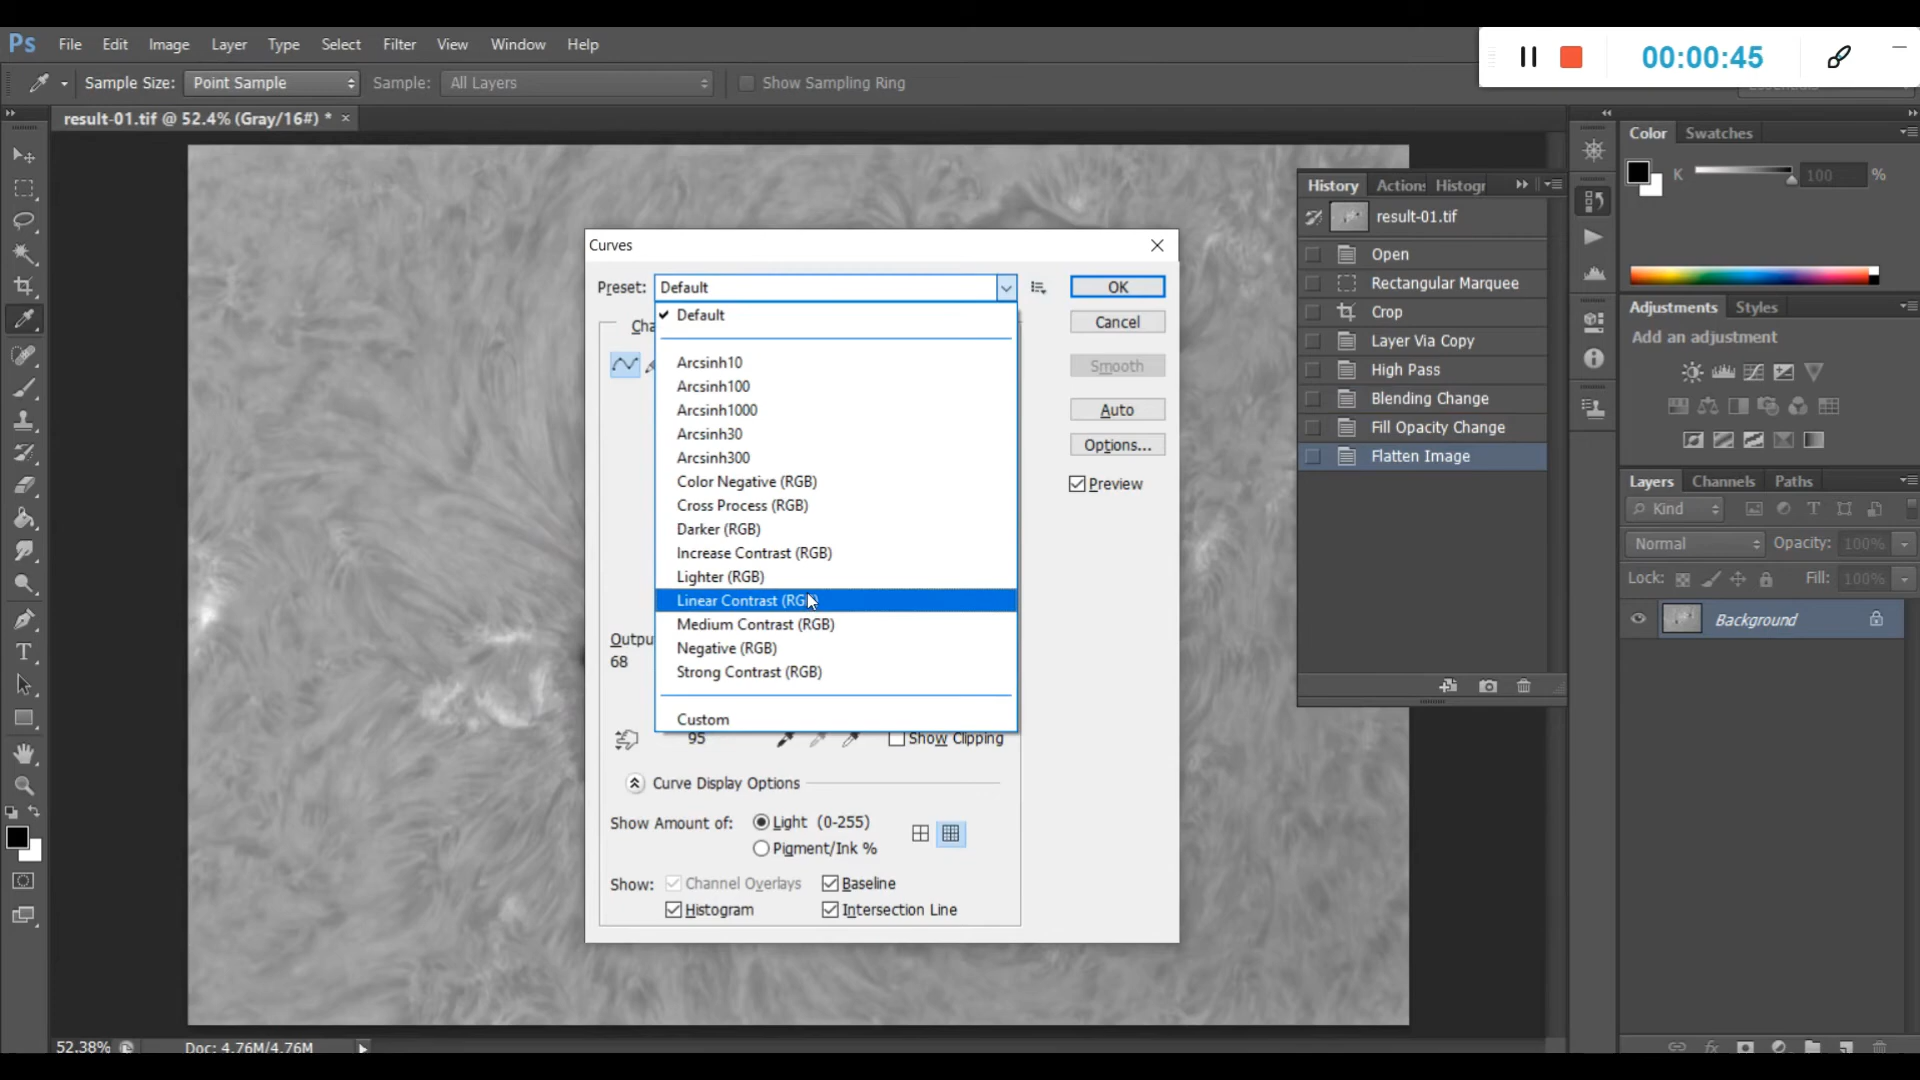 Ps File Edit Image Layer Type Select Filter View Window Help
00:00:45
Sample Size: Point Sample Sample: All Layers Show Sampling Ring
result-01.tif @ 52.4% (Gray/16#) * ×
Color Swatches
K 100 %
History Actions Histogr
result-01.tif
Open
Rectangular Marquee
Crop
Layer Via Copy
High Pass
Blending Change
Fill Opacity Change
Flatten Image
Curves
Preset: Default
OK
Default
Cancel
Arcsinh10
Smooth
Arcsinh100
Arcsinh1000
Auto
Arcsinh30
Options...
Arcsinh300
Color Negative (RGB)
Preview
Cross Process (RGB)
Darker (RGB)
Increase Contrast (RGB)
Lighter (RGB)
Linear Contrast (RGB)
Medium Contrast (RGB)
Negative (RGB)
Strong Contrast (RGB)
Custom
68
95
Show Clipping
Curve Display Options
Show Amount of: Light (0-255)
Pigment/Ink %
Show: Channel Overlays Baseline
Histogram Intersection Line
Adjustments Styles
Add an adjustment
Layers Channels Paths
Kind
Normal Opacity: 100%
Lock: Fill: 100%
Background
52.38% Doc: 4.76M/4.76M